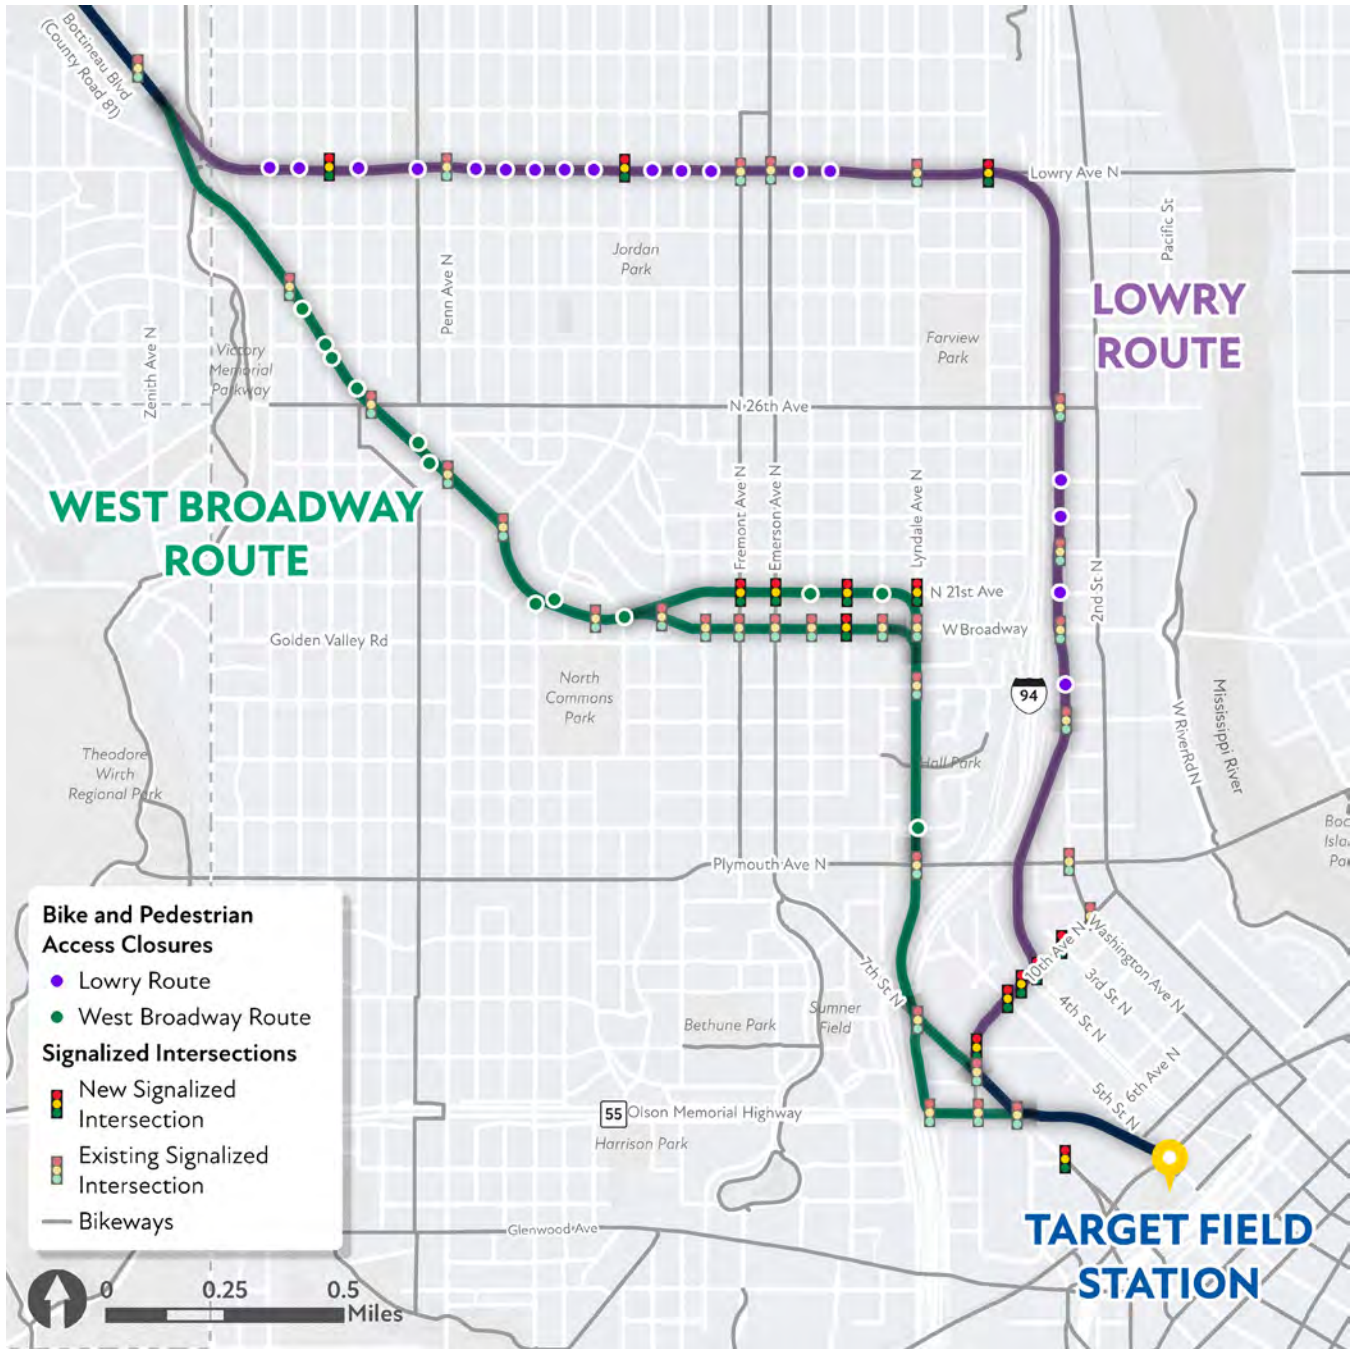 Bottineau Blvd
(County Road 81)
Lowry Ave N
Pacific St
Jordan
Park
Penn Ave N
LOWRY
ROUTE
Zenith Ave N
Victory
Memorial
Parkway
Farview
Park
N 26th Ave
WEST BROADWAY
ROUTE
Fremont Ave N
Emerson Ave N
Lyndale Ave N
N 21st Ave
2nd St N
W Broadway
Golden Valley Rd
North
Commons
Park
94
W River Rd N
Mississippi River
Hall Park
Theodore
Wirth
Regional Park
Plymouth Ave N
Washington Ave N
10th Ave N
3rd St N
4th St N
7th St N
Sumner
Field
Bethune Park
6th Ave N
5th St N
55
Olson Memorial Highway
Harrison Park
Glenwood Ave
TARGET FIELD
STATION
Bike and Pedestrian
Access Closures
Lowry Route
West Broadway Route
Signalized Intersections
New Signalized
Intersection
Existing Signalized
Intersection
Bikeways
0 0.25 0.5
Miles